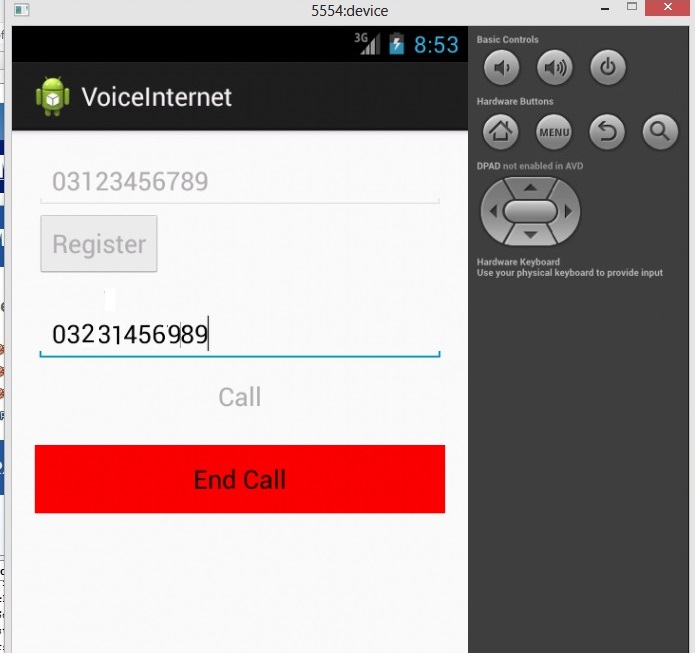 5554:device
3G 8:53
VoiceInternet
03123456789
Register
03231456989
Call
End Call
Basic Controls
Hardware Buttons
MENU
DPAD not enabled in AVD
Hardware Keyboard
Use your physical keyboard to provide input